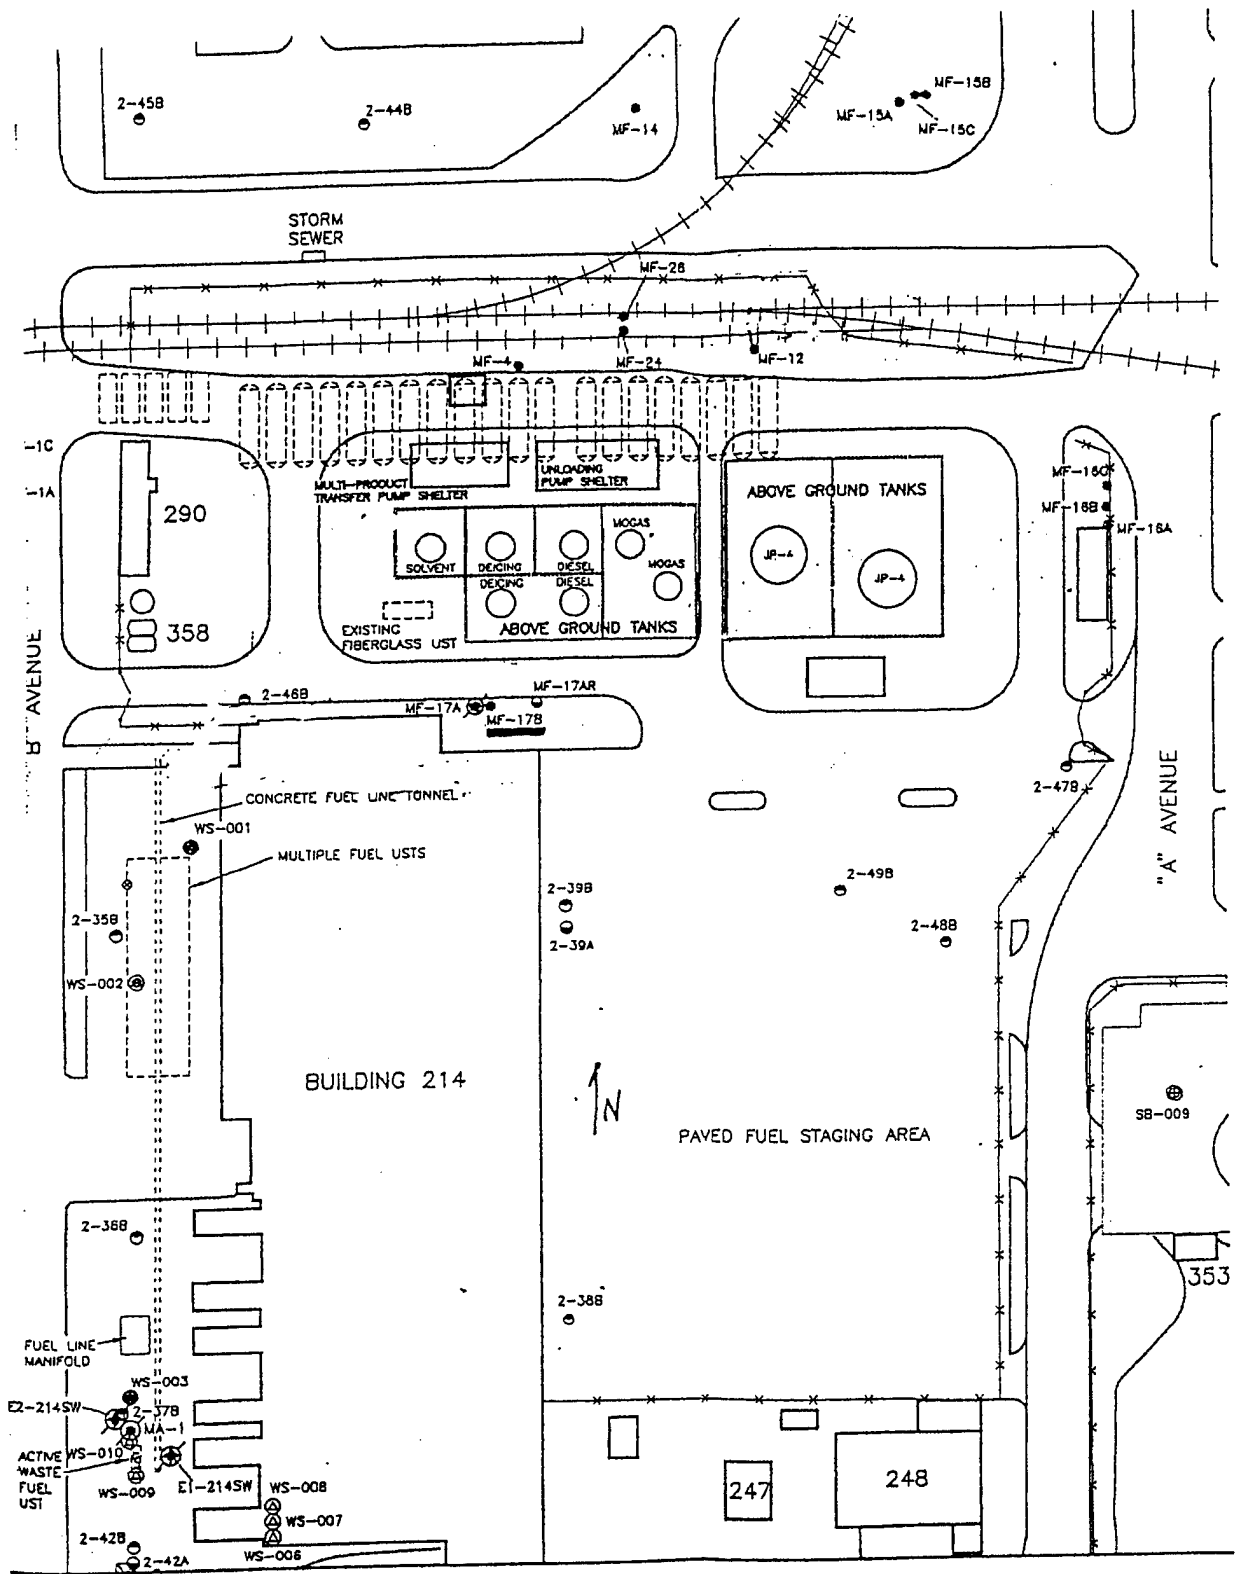 2-45B
2-44B
MF-14
MF-15A
MF-15B
MF-15C
STORM
SEWER
MF-26
MF-4
MF-24
MF-12
-1C
-1A
290
358
MULTI-PRODUCT
TRANSFER PUMP SHELTER
UNLOADING
PUMP SHELTER
SOLVENT
DEICING
DIESEL
MOGAS
MOGAS
DEICING
DIESEL
EXISTING
FIBERGLASS UST
ABOVE GROUND TANKS
ABOVE GROUND TANKS
JP-4
JP-4
MF-16C
MF-16B
MF-16A
B AVENUE
2-46B
MF-17A
MF-17B
MF-17AR
2-47B
"A" AVENUE
CONCRETE FUEL LINE TUNNEL
WS-001
MULTIPLE FUEL USTS
2-35B
WS-002
2-39B
2-39A
2-49B
2-48B
BUILDING 214
N
PAVED FUEL STAGING AREA
SB-009
353
2-36B
2-38B
FUEL LINE
MANIFOLD
WS-003
E2-214SW
2-37B
MA-1
WS-010
ACTIVE
WASTE
FUEL
UST
WS-009
E1-214SW
WS-008
WS-007
WS-006
2-42B
2-42A
247
248